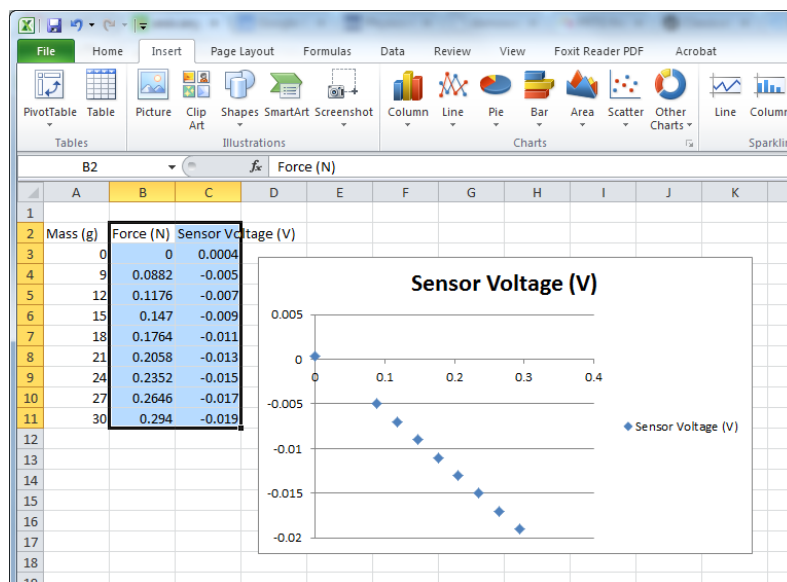 File Home Insert Page Layout Formulas Data Review View Foxit Reader PDF Acrobat
PivotTable Table Picture Clip Art Shapes SmartArt Screenshot Column Line Pie Bar Area Scatter Other Charts Line Column
Tables Illustrations Charts Sparklin
B2 fx Force (N)
A B C D E F G H I J K
1
2 Mass (g) Force (N) Sensor Voltage (V)
3 0 0 0.0004
4 9 0.0882 -0.005
5 12 0.1176 -0.007
6 15 0.147 -0.009
7 18 0.1764 -0.011
8 21 0.2058 -0.013
9 24 0.2352 -0.015
10 27 0.2646 -0.017
11 30 0.294 -0.019
12
13
14
15
16
17
18
19
Sensor Voltage (V)
0.005
0
0 0.1 0.2 0.3 0.4
-0.005
Sensor Voltage (V)
-0.01
-0.015
-0.02